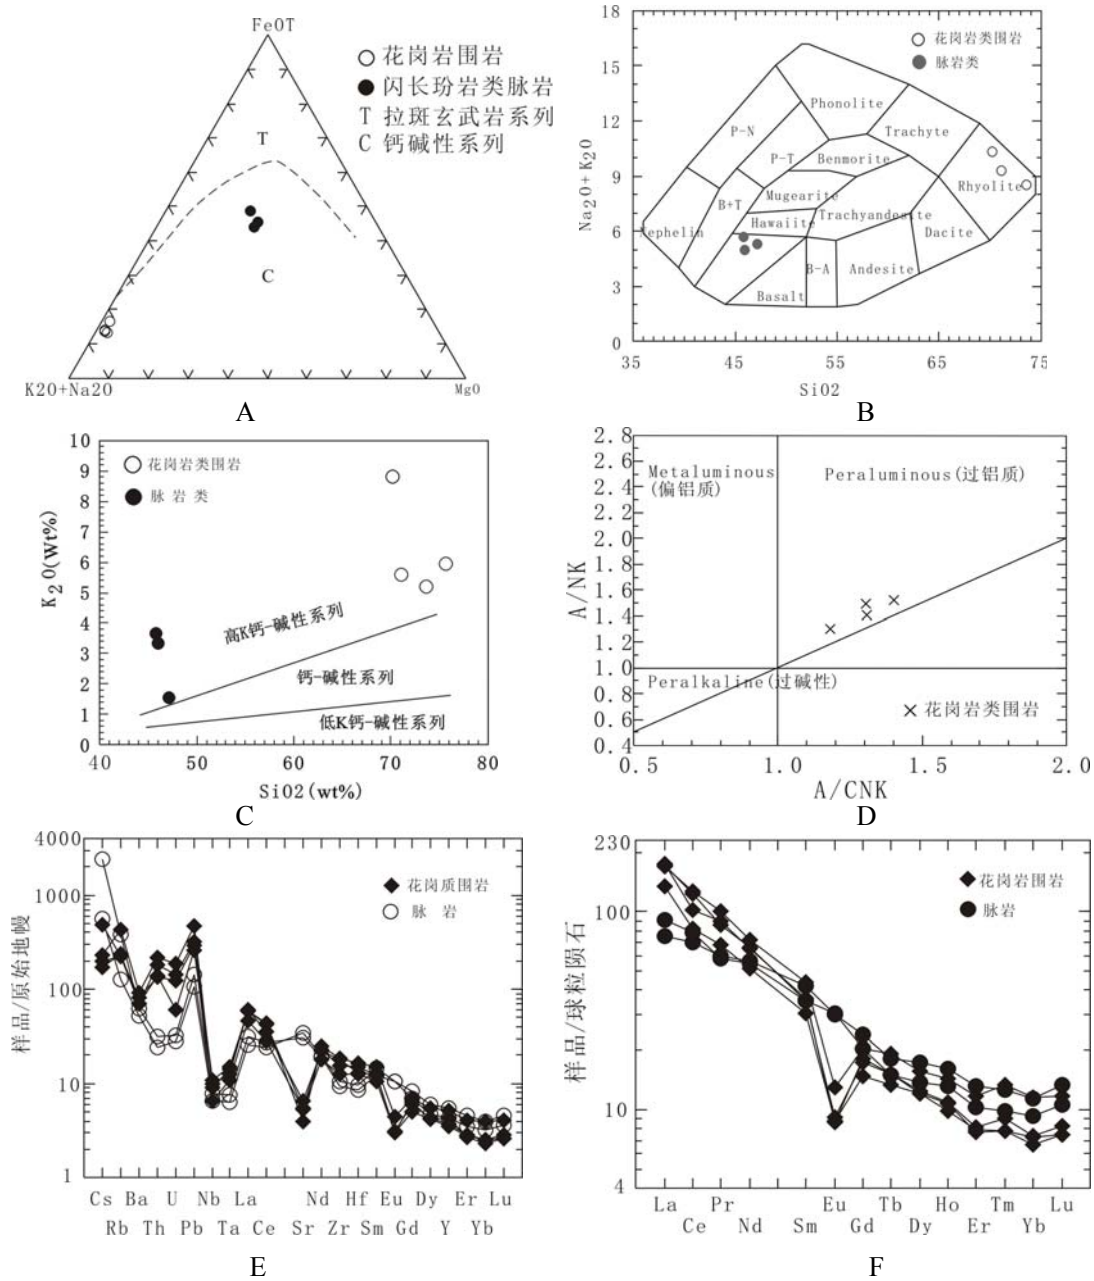 FeOT
花岗岩围岩
闪长玢岩类脉岩
T 拉斑玄武岩系列
C 钙碱性系列
T
C
K2O+Na2O
MgO
A
18
15
12
9
6
3
0
Na2O+K2O
花岗岩类围岩
脉岩类
Phonolite
Trachyte
P-N
P-T
Benmorite
Rhyolite
B+T
Mugearite
Trachyandesite
Nephelin
Hawaiite
Dacite
B-A
Andesite
Basalt
35 45 55 65 75
SiO2
B
10
9
8
7
6
5
4
3
2
1
0
K2O(Wt%)
花岗岩类围岩
脉 岩 类
高K钙-碱性系列
钙-碱性系列
低K钙-碱性系列
40 50 60 70 80
SiO2(wt%)
C
2.8
2.6
2.4
2.2
2.0
1.8
1.6
1.4
1.2
1.0
0.8
0.6
0.4
A/NK
Metaluminous
(偏铝质)
Peraluminous(过铝质)
Peralkaline(过碱性)
花岗岩类围岩
0.5 1.0 1.5 2.0
A/CNK
D
4000
1000
100
10
1
样品/原始地幔
花岗质围岩
脉 岩
Cs Ba U Nb La Nd Hf Eu Dy Er Lu
Rb Th Pb Ta Ce Sr Zr Sm Gd Y Yb
E
230
100
10
4
样品/球粒陨石
花岗岩围岩
脉岩
La Pr Eu Tb Ho Tm Lu
Ce Nd Sm Gd Dy Er Yb
F